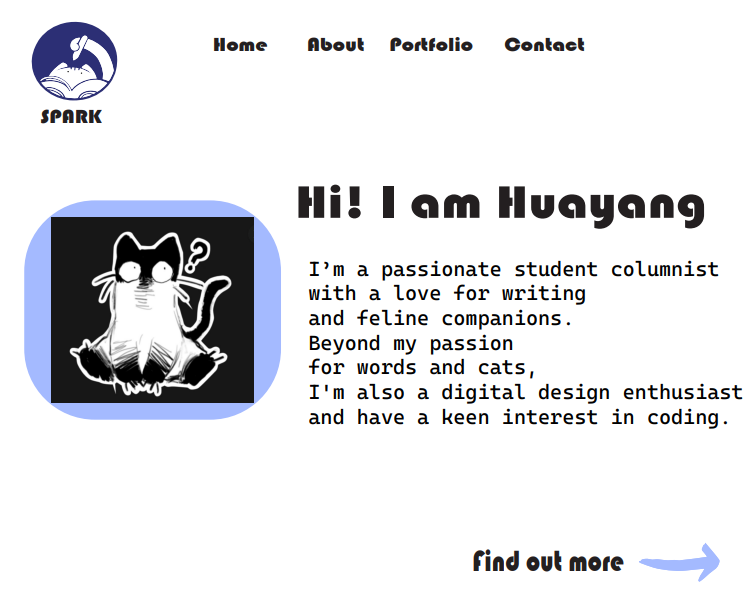 Home About Portfolio Contact
SPARK
Hi! I am Huayang
?
I’m a passionate student columnist
with a love for writing
and feline companions.
Beyond my passion
for words and cats,
I'm also a digital design enthusiast
and have a keen interest in coding.
Find out more